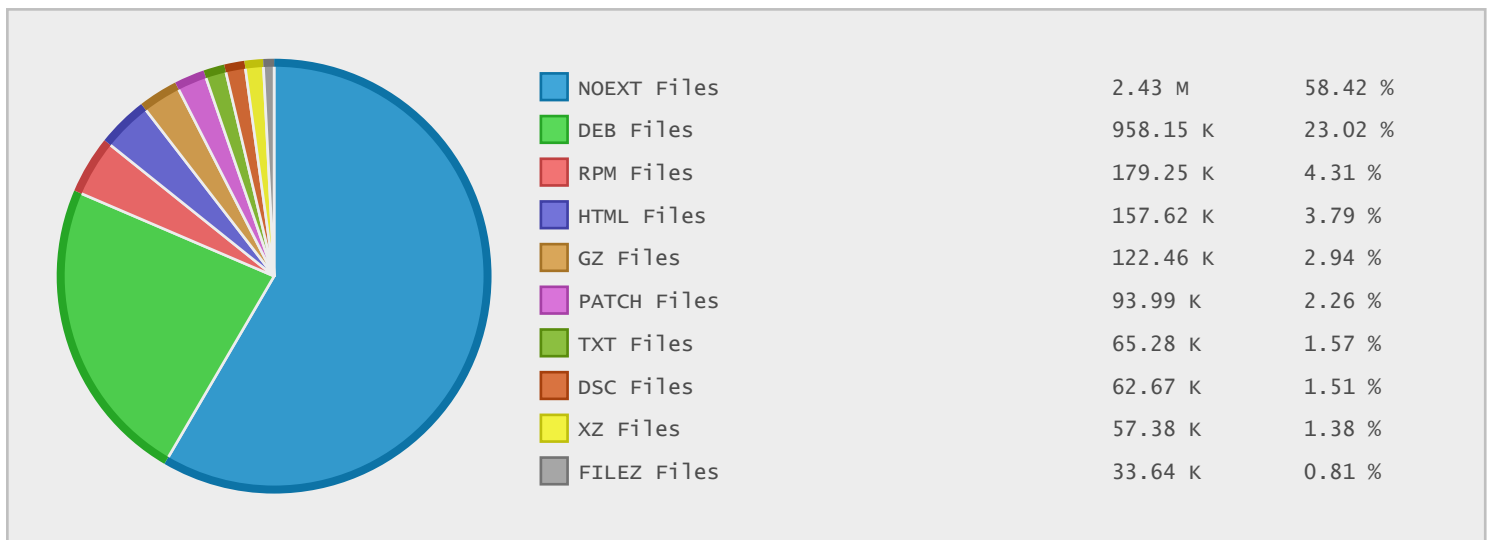 NOEXT Files 2.43 M 58.42 %
DEB Files 958.15 K 23.02 %
RPM Files 179.25 K 4.31 %
HTML Files 157.62 K 3.79 %
GZ Files 122.46 K 2.94 %
PATCH Files 93.99 K 2.26 %
TXT Files 65.28 K 1.57 %
DSC Files 62.67 K 1.51 %
XZ Files 57.38 K 1.38 %
FILEZ Files 33.64 K 0.81 %